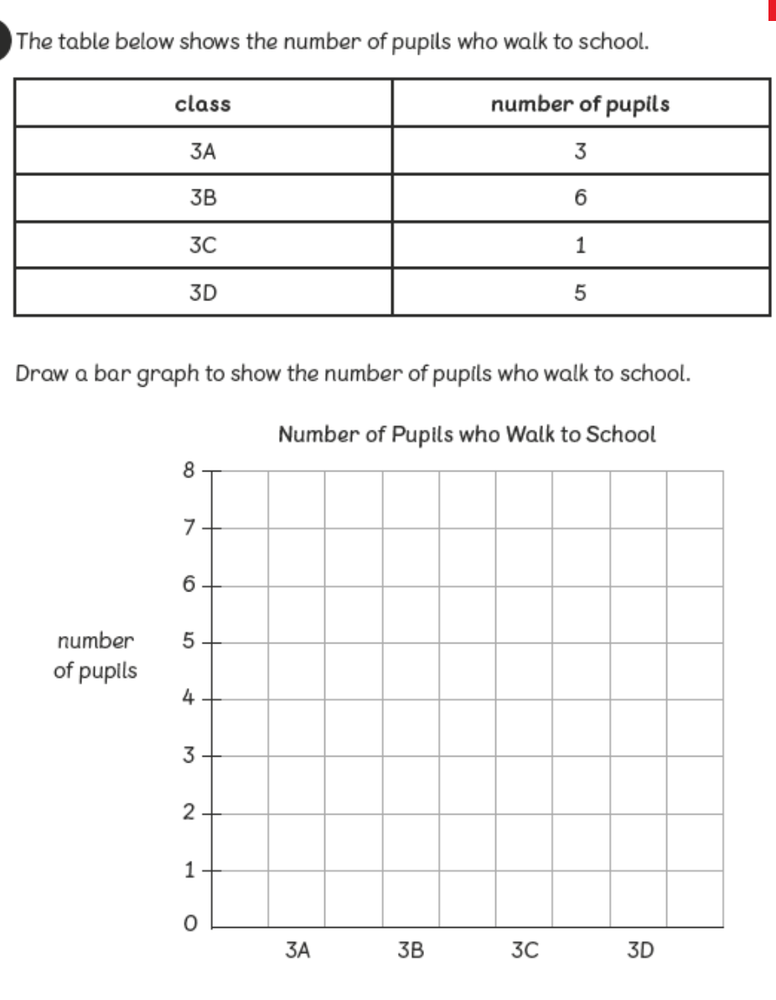 The table below shows the number of pupils who walk to school.
class number of pupils
3A 3
3B 6
3C 1
3D 5
Draw a bar graph to show the number of pupils who walk to school.
Number of Pupils who Walk to School
8
7
6
number
of pupils
5
4
3
2
1
0
3A 3B 3C 3D